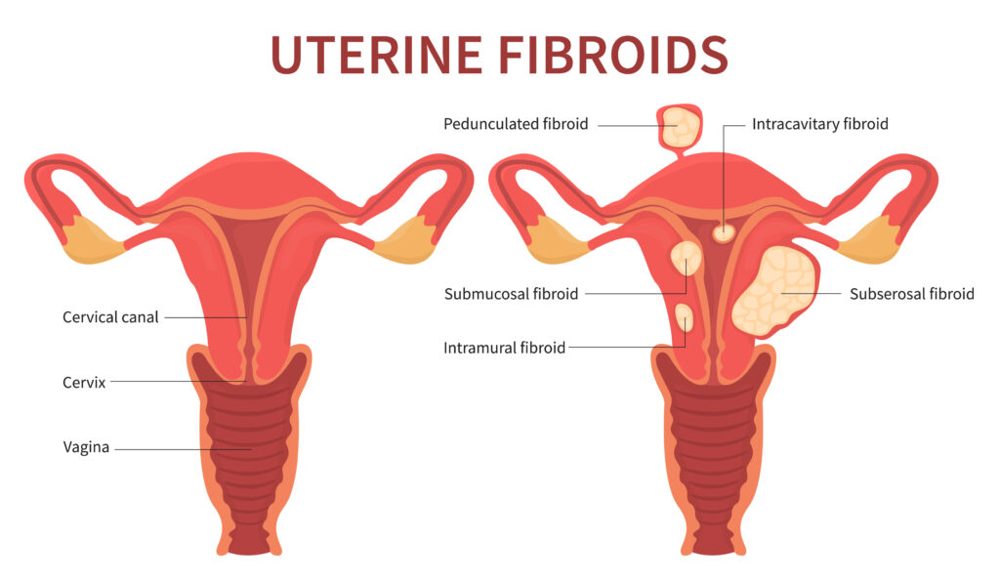 UTERINE FIBROIDS
Cervical canal
Cervix
Vagina
Pedunculated fibroid
Intracavitary fibroid
Submucosal fibroid
Subserosal fibroid
Intramural fibroid